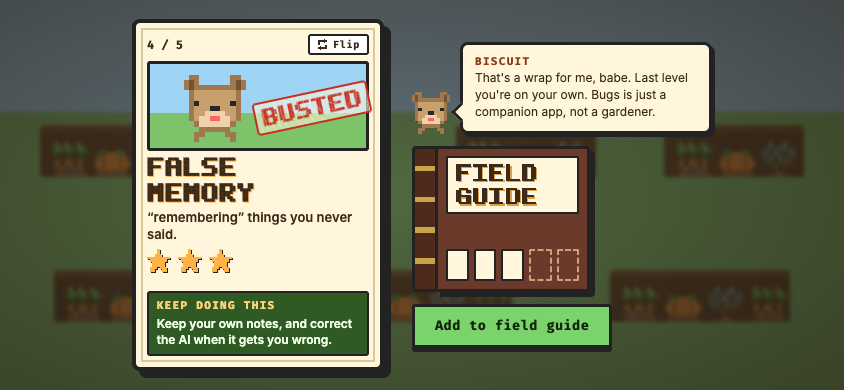 4 / 5
Flip
BUSTED
FALSE
MEMORY
“remembering” things you never
said.
KEEP DOING THIS
Keep your own notes, and correct
the AI when it gets you wrong.
BISCUIT
That's a wrap for me, babe. Last level
you're on your own. Bugs is just a
companion app, not a gardener.
FIELD
GUIDE
Add to field guide